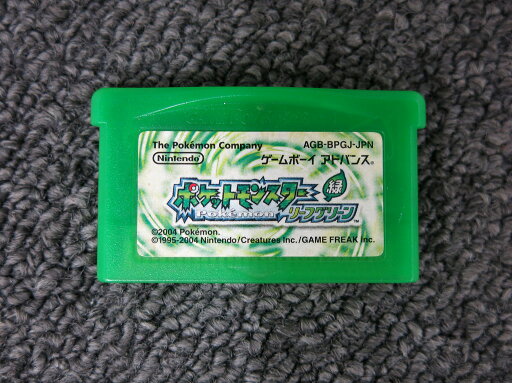 The Pokémon Company AGB-BPGJ-JPN
Nintendo ゲームボーイ アドバンス®
ポケットモンスター 緑
Pokémon リーフグリーン™
©2004 Pokémon.
©1995-2004 Nintendo/Creatures Inc./GAME FREAK Inc.